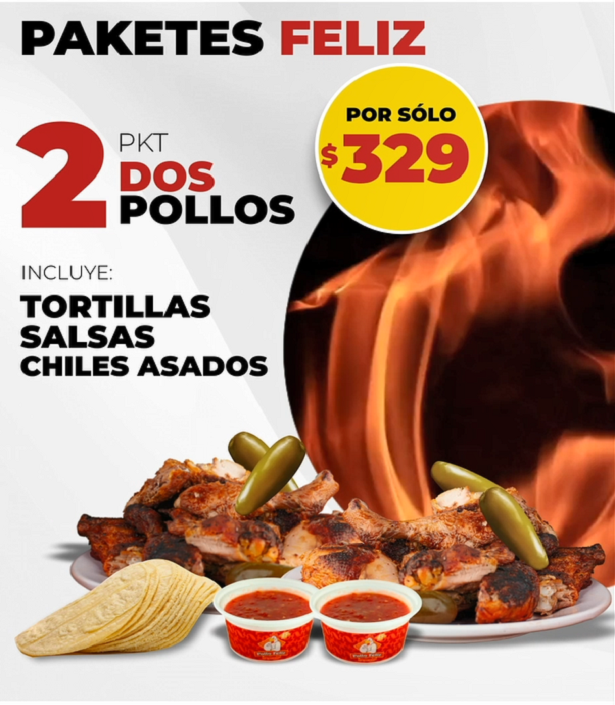 PAKETES FELIZ
POR SÓLO
$329
2 PKT
DOS
POLLOS
INCLUYE:
TORTILLAS
SALSAS
CHILES ASADOS